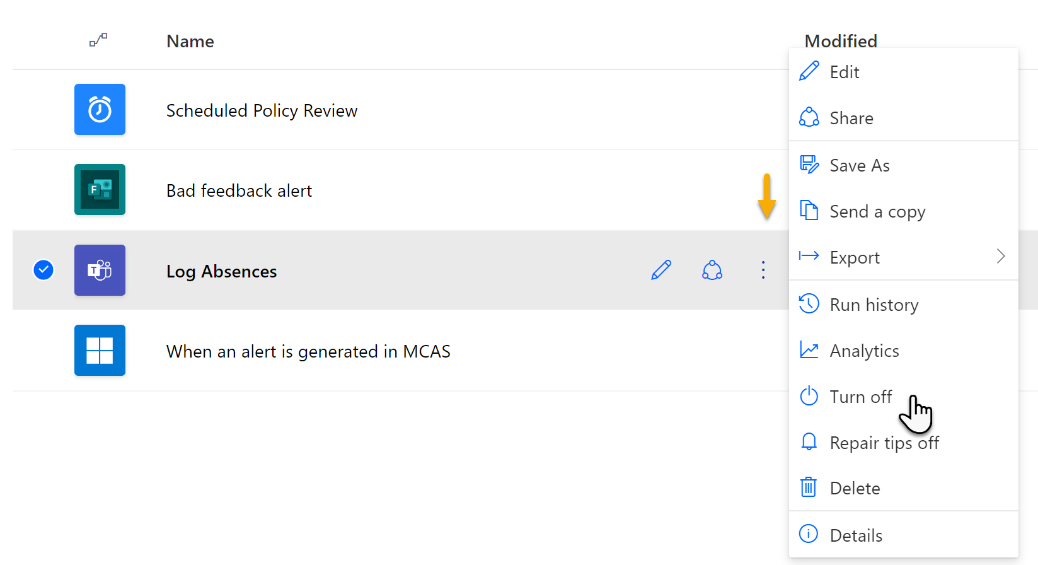 Name
Modified
Scheduled Policy Review
Bad feedback alert
Log Absences
When an alert is generated in MCAS
Edit
Share
Save As
Send a copy
Export
Run history
Analytics
Turn off
Repair tips off
Delete
Details